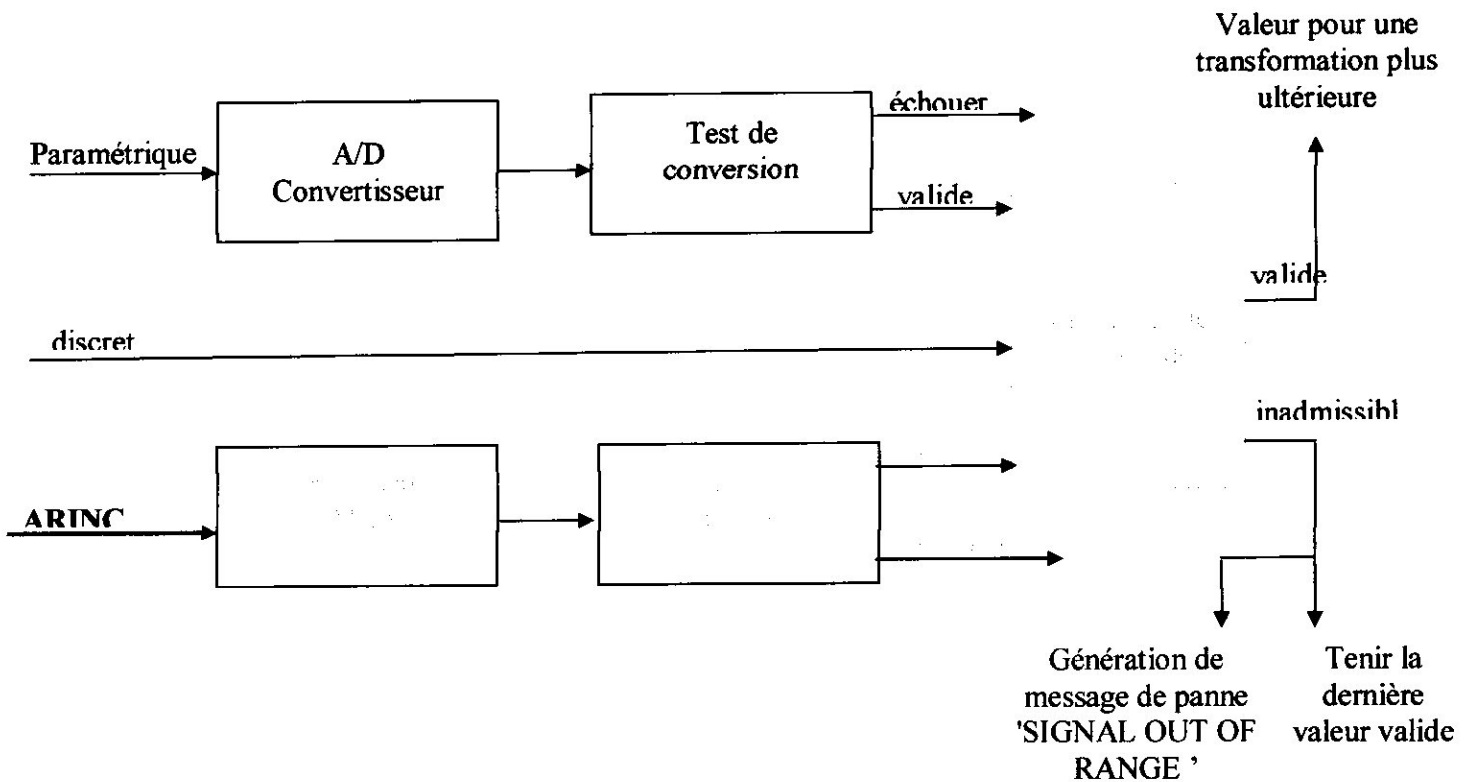 Valeur pour une
transformation plus
ultérieure
Paramétrique
A/D
Convertisseur
Test de
conversion
échouer
valide
valide
discret
inadmissibl
ARINC
Génération de
message de panne
'SIGNAL OUT OF
RANGE '
Tenir la
dernière
valeur valide